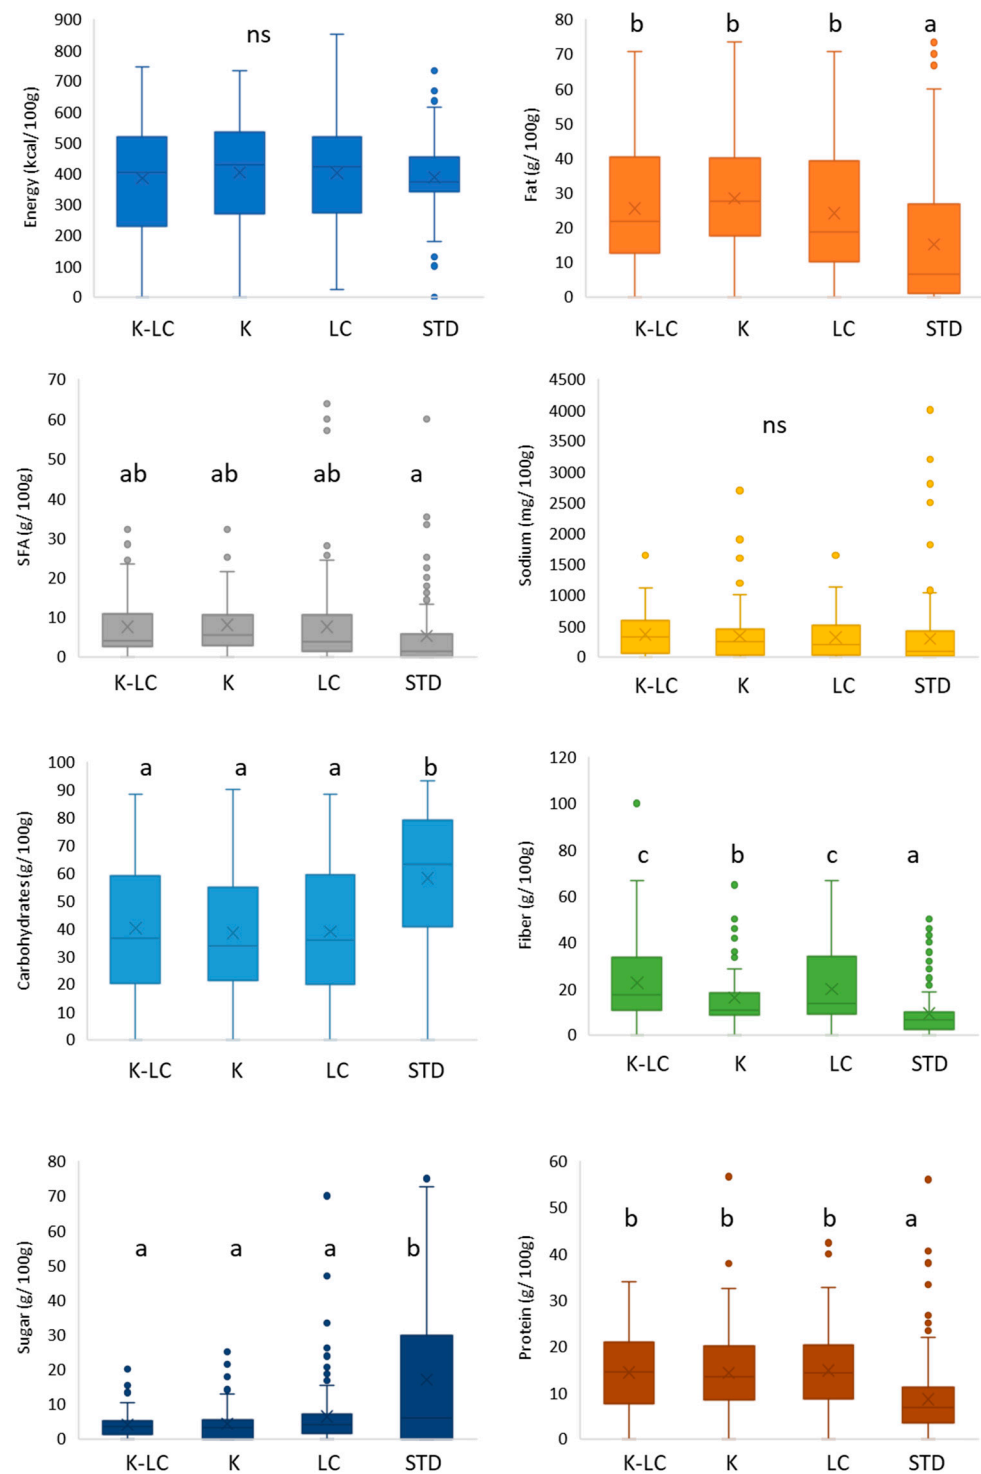 Energy (kcal/ 100g)
900
800
700
600
500
400
300
200
100
0
ns
K-LC K LC STD
Fat (g/ 100g)
80
70
60
50
40
30
20
10
0
b b b a
K-LC K LC STD
SFA (g/ 100g)
70
60
50
40
30
20
10
0
ab ab ab a
K-LC K LC STD
Sodium (mg/ 100g)
4500
4000
3500
3000
2500
2000
1500
1000
500
0
ns
K-LC K LC STD
Carbohydrates (g/ 100g)
100
90
80
70
60
50
40
30
20
10
0
a a a b
K-LC K LC STD
Fiber (g/ 100g)
120
100
80
60
40
20
0
c b c a
K-LC K LC STD
Sugar (g/ 100g)
80
70
60
50
40
30
20
10
0
a a a b
K-LC K LC STD
Protein (g/ 100g)
60
50
40
30
20
10
0
b b b a
K-LC K LC STD